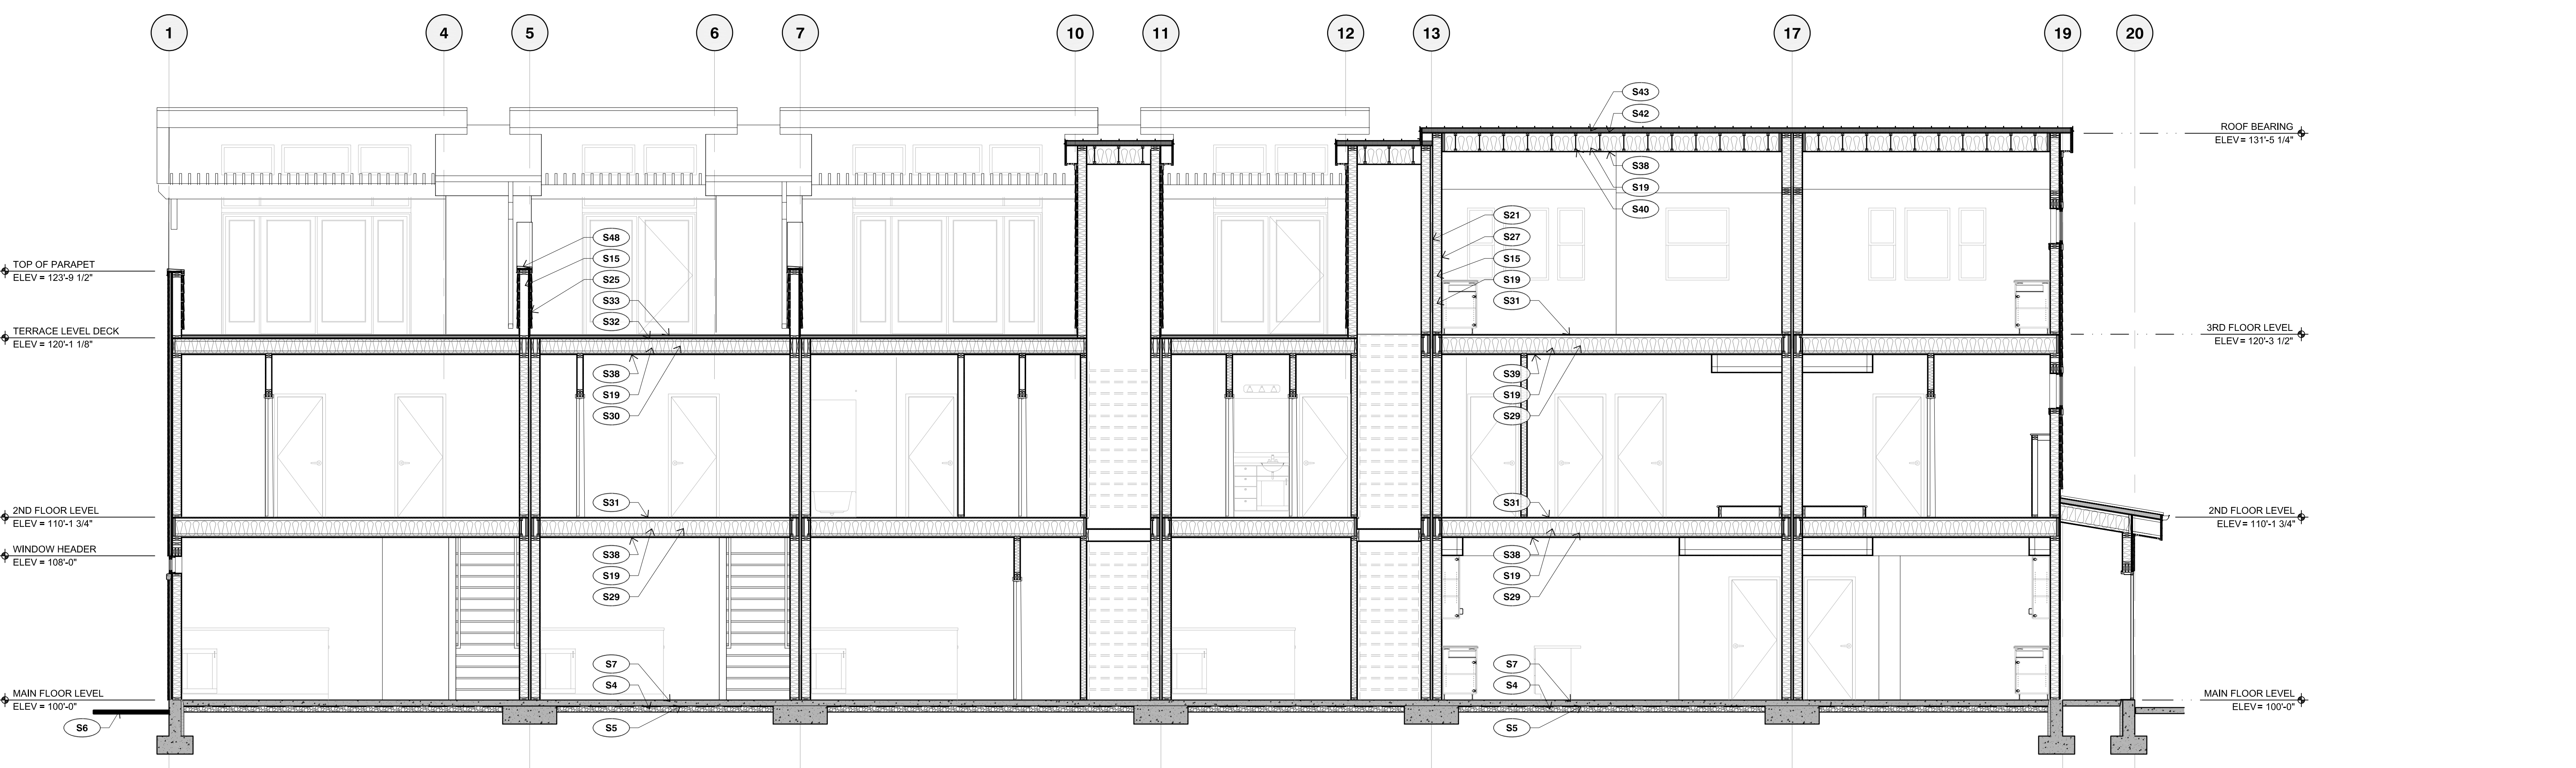 1 4 5 6 7 10 11 12 13 17 19 20
S43
S42
ROOF BEARING
ELEV = 131'-5 1/4"
S38
S19
S40
S21
S27
S15
S19
S31
S48
S15
S25
S33
S32
TOP OF PARAPET
ELEV = 123'-9 1/2"
TERRACE LEVEL DECK
ELEV = 120'-1 1/8"
3RD FLOOR LEVEL
ELEV = 120'-3 1/2"
S38
S19
S30
S39
S19
S29
S31
S31
2ND FLOOR LEVEL
ELEV = 110'-1 3/4"
2ND FLOOR LEVEL
ELEV = 110'-1 3/4"
WINDOW HEADER
ELEV = 108'-0"
S38
S19
S29
S38
S19
S29
S7
S4
S5
S7
S4
S5
MAIN FLOOR LEVEL
ELEV = 100'-0"
S6
MAIN FLOOR LEVEL
ELEV = 100'-0"